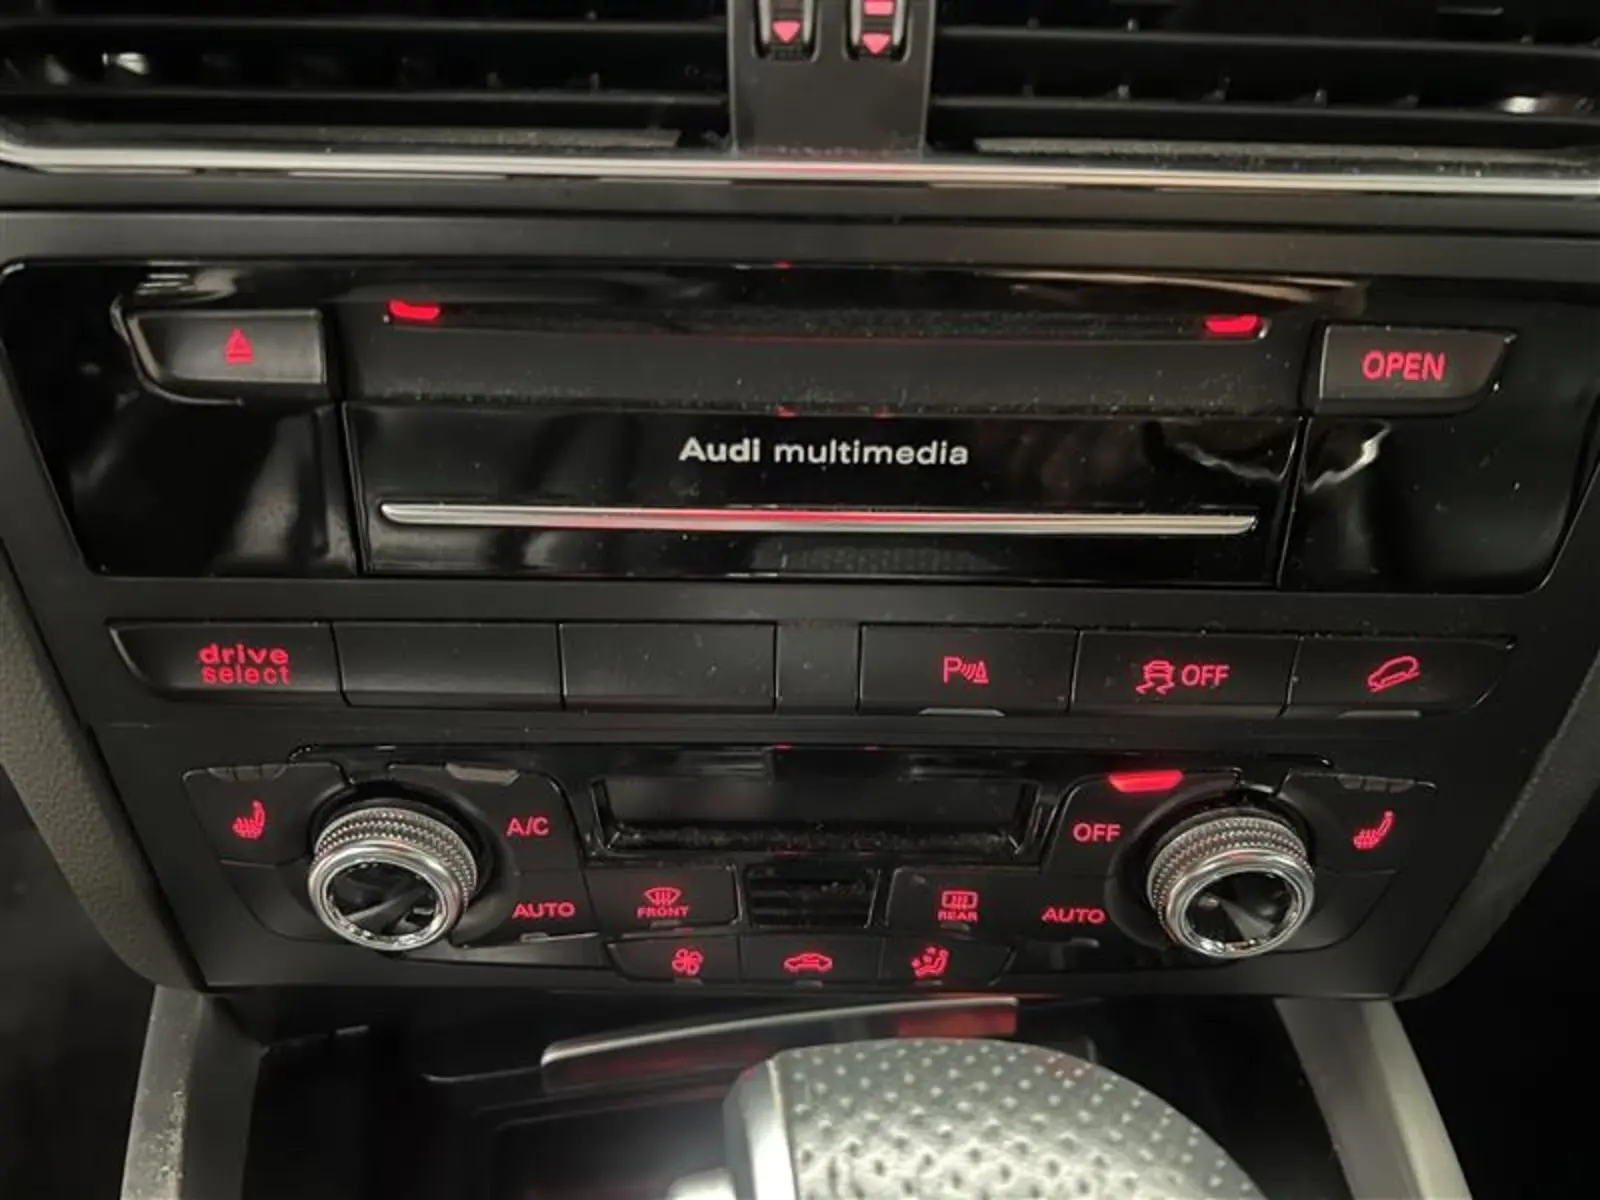 OPEN
Audi multimedia
drive
select
P
OFF
A/C
OFF
AUTO
FRONT
REAR
AUTO